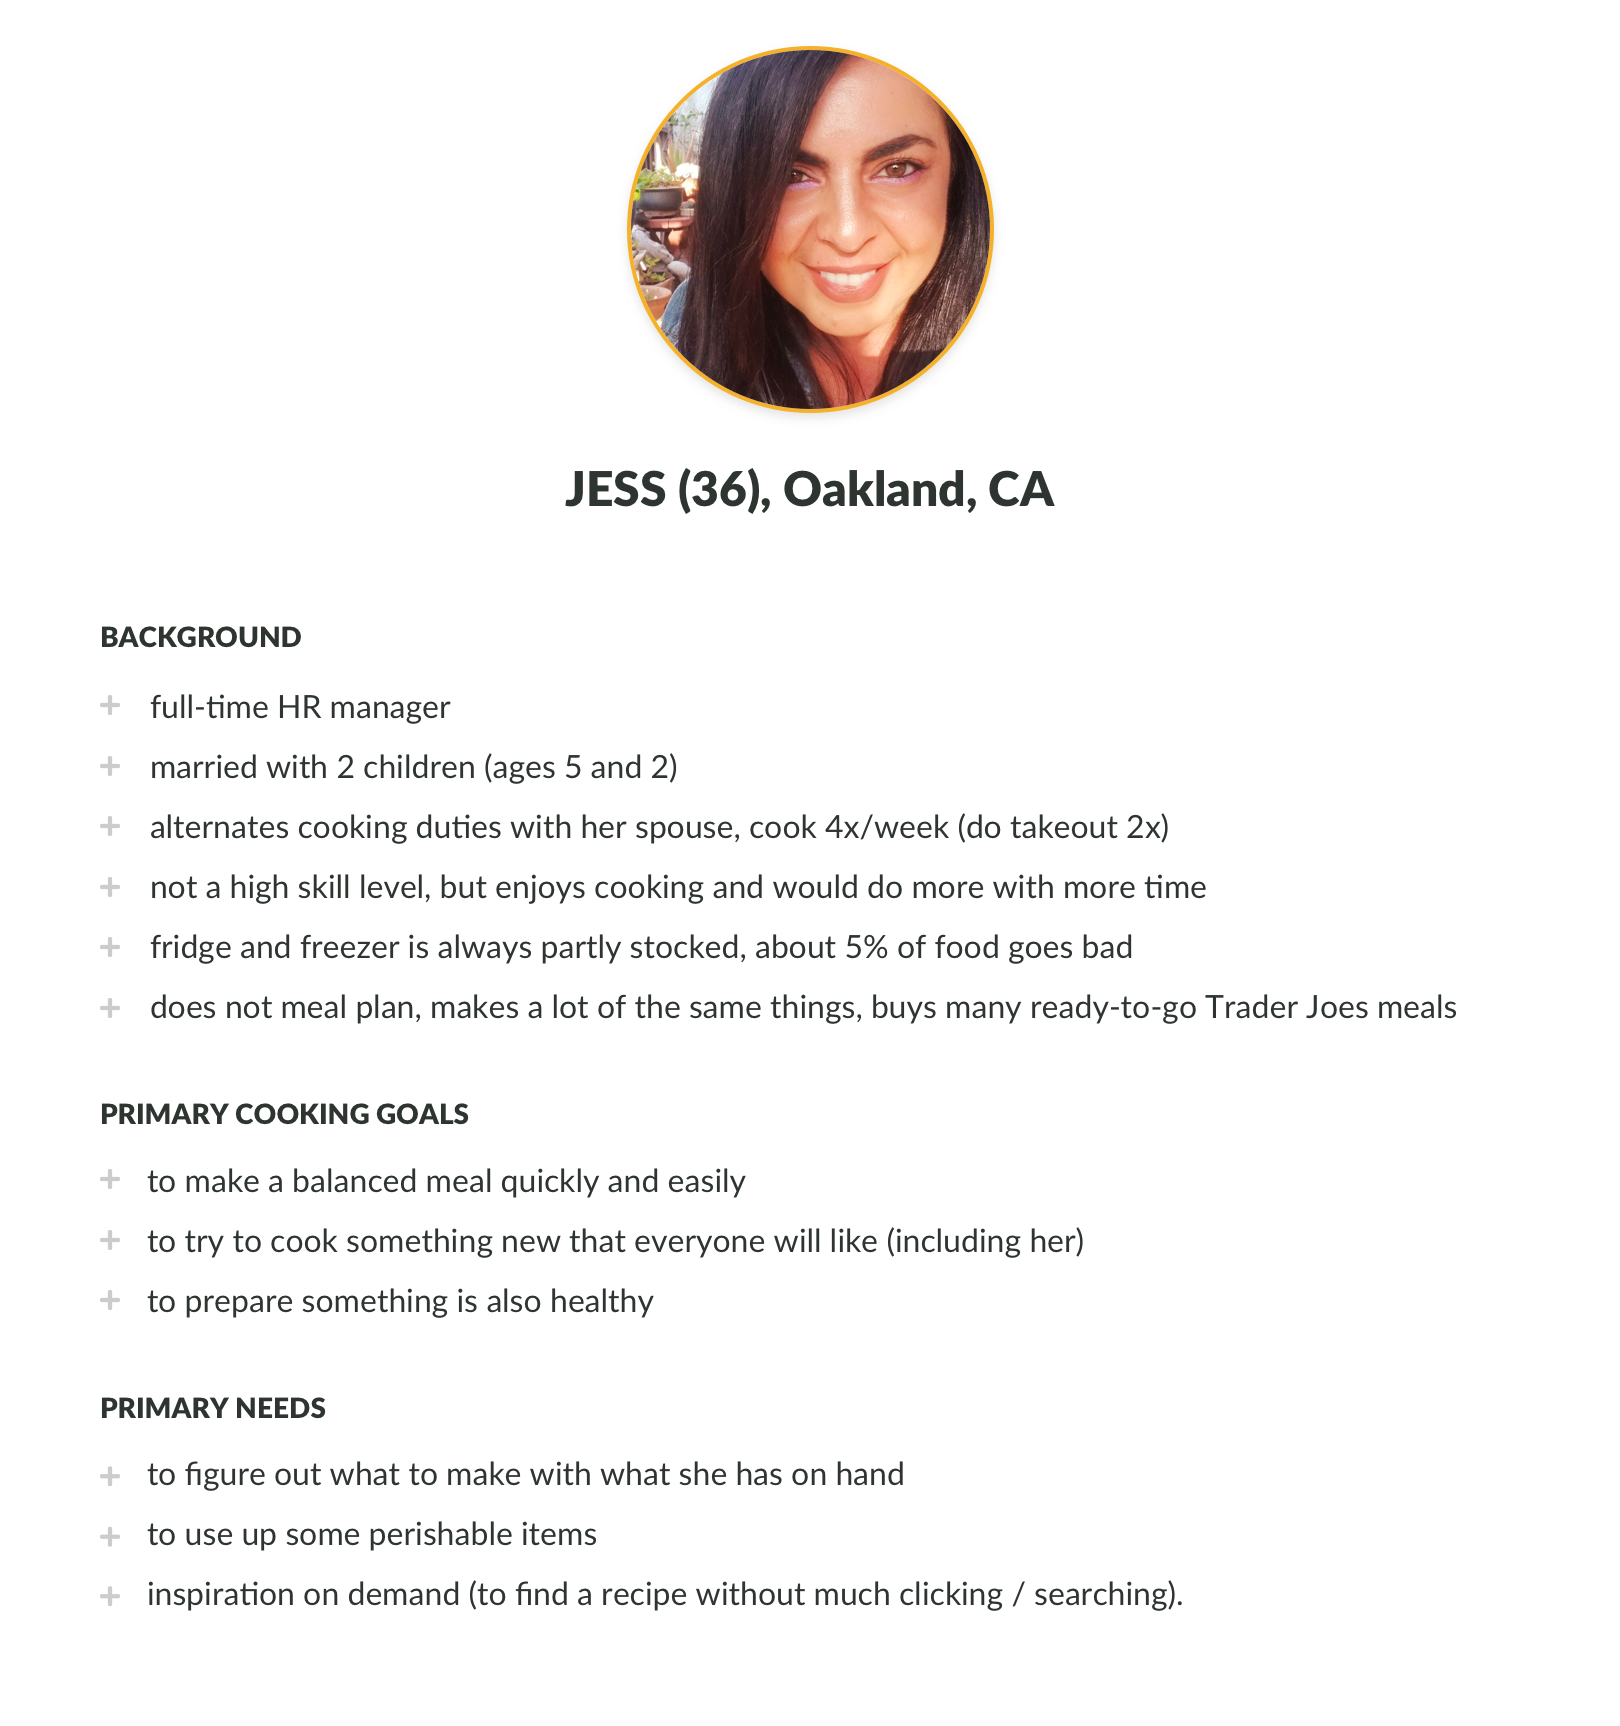 JESS (36), Oakland, CA
BACKGROUND
full-time HR manager
married with 2 children (ages 5 and 2)
alternates cooking duties with her spouse, cook 4x/week (do takeout 2x)
not a high skill level, but enjoys cooking and would do more with more time
fridge and freezer is always partly stocked, about 5% of food goes bad
does not meal plan, makes a lot of the same things, buys many ready-to-go Trader Joes meals
PRIMARY COOKING GOALS
to make a balanced meal quickly and easily
to try to cook something new that everyone will like (including her)
to prepare something is also healthy
PRIMARY NEEDS
to figure out what to make with what she has on hand
to use up some perishable items
inspiration on demand (to find a recipe without much clicking / searching).